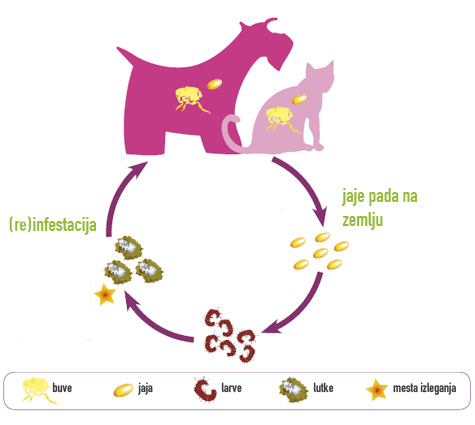 jaje pada na
zemlju
(re)infestacija
buve jaja larve lutke mesta izleganja